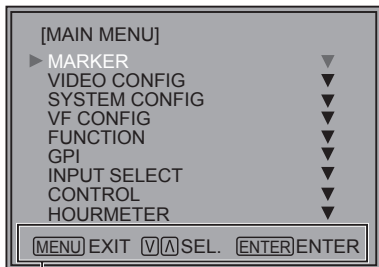 [MAIN MENU]
▶ MARKER ▼
VIDEO CONFIG ▼
SYSTEM CONFIG ▼
VF CONFIG ▼
FUNCTION ▼
GPI ▼
INPUT SELECT ▼
CONTROL ▼
HOURMETER ▼
MENU EXIT V Λ SEL. ENTER ENTER